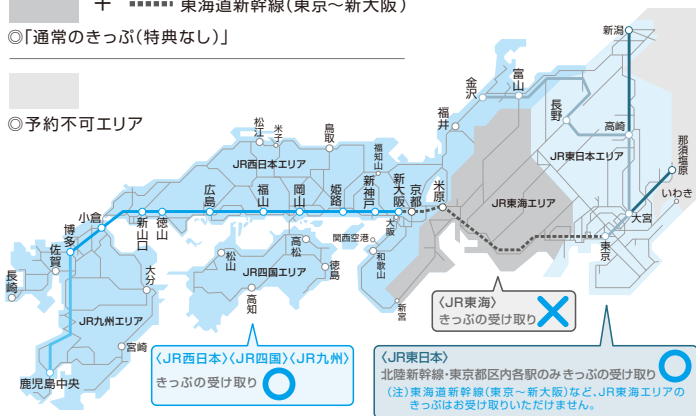 + 東海道新幹線(東京～新大阪)
◎「通常のきっぷ(特典なし)」
◎予約不可エリア
新潟
金沢
富山
長野
高崎
福井
那須塩原
いわき
JR東日本エリア
大宮
東京
松江
米子
鳥取
福知山
JR西日本エリア
米原
JR東海エリア
広島
福山
岡山
姫路
新神戸
新大阪
京都
大阪
小倉
博多
新山口
徳山
佐賀
長崎
大分
松山
高松
JR四国エリア
徳島
高知
関西空港
和歌山
新宮
JR九州エリア
宮崎
鹿児島中央
〈JR東海〉
きっぷの受け取り
〈JR西日本〉〈JR四国〉〈JR九州〉
きっぷの受け取り
〈JR東日本〉
北陸新幹線・東京都区内各駅のみきっぷの受け取り
(注)東海道新幹線(東京～新大阪)など、JR東海エリアの
きっぷはお受け取りいただけません。